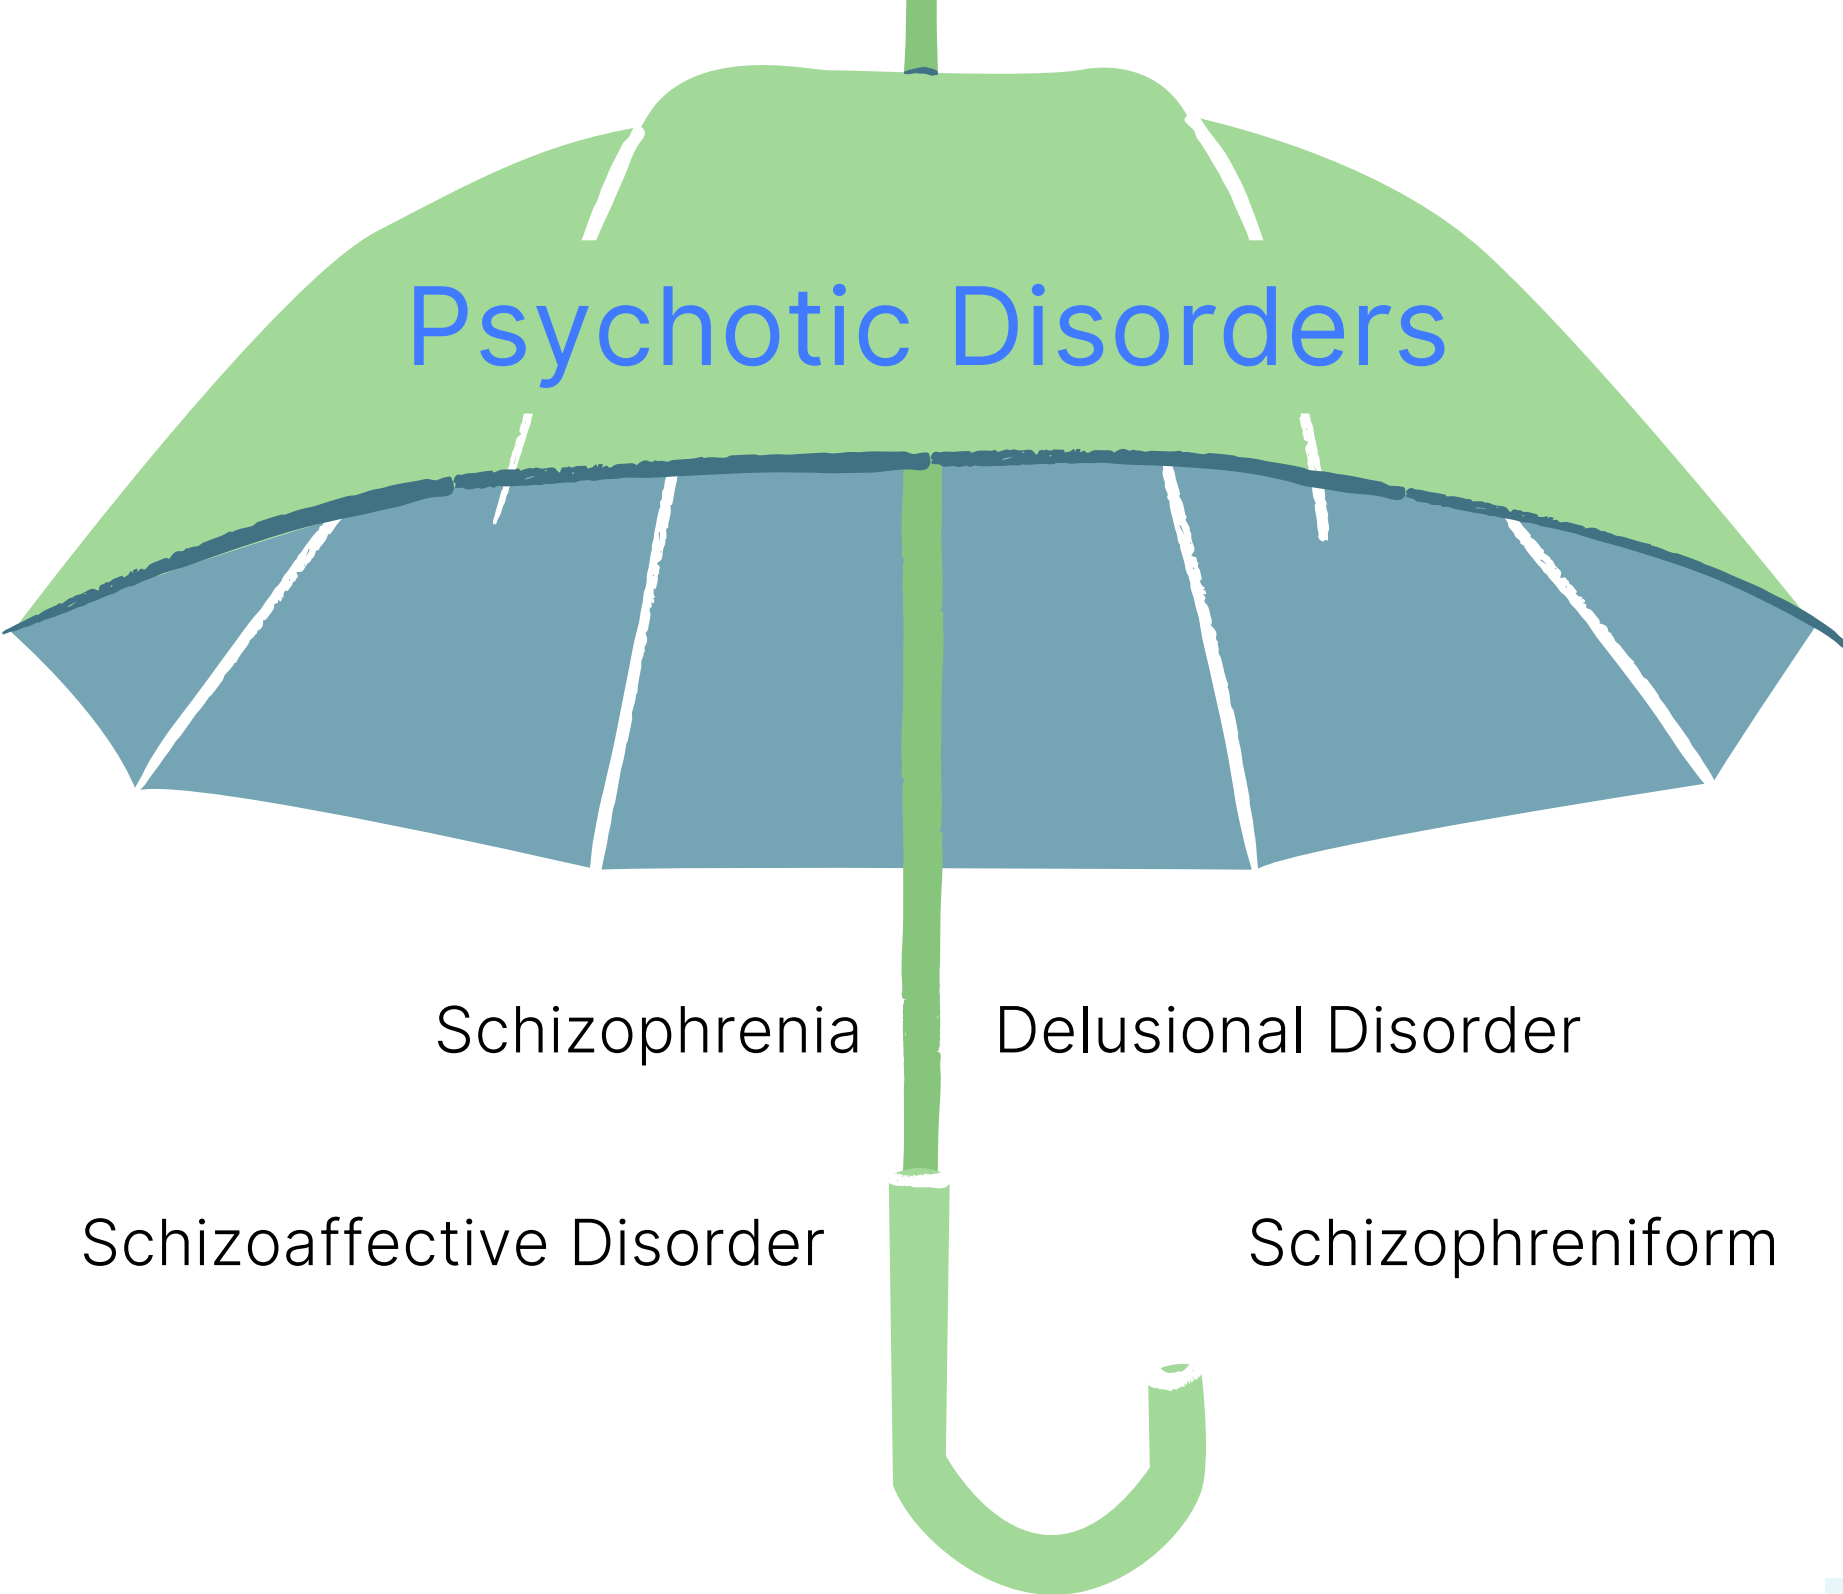 Psychotic Disorders
Schizophrenia
Delusional Disorder
Schizoaffective Disorder
Schizophreniform